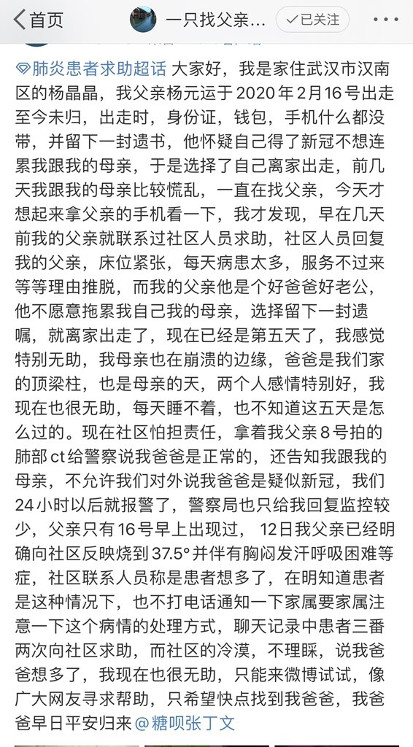 首页
一只找父亲...
已关注
肺炎患者求助超话 大家好，我是家住武汉市汉南
区的杨晶晶，我父亲杨元运于2020年2月16号出走
至今未归，出走时，身份证，钱包，手机什么都没
带，并留下一封遗书，他怀疑自己得了新冠不想连
累我跟我的母亲，于是选择了自己离家出走，前几
天我跟我的母亲比较慌乱，一直在找父亲，今天才
想起来拿父亲的手机看一下，我才发现，早在几天
前我的父亲就联系过社区人员求助，社区人员回复
我的父亲，床位紧张，每天病患太多，服务不过来
等等理由推脱，而我的父亲他是个好爸爸好老公，
他不愿意拖累我自己我的母亲，选择留下一封遗
嘱，就离家出走了，现在已经是第五天了，我感觉
特别无助，我母亲也在崩溃的边缘，爸爸是我们家
的顶梁柱，也是母亲的天，两个人感情特别好，我
现在也很无助，每天睡不着，也不知道这五天是怎
么过的。现在社区怕担责任，拿着我父亲8号拍的
肺部ct给警察说我爸爸是正常的，还告知我跟我的
母亲，不允许我们对外说我爸爸是疑似新冠，我们
24小时以后就报警了，警察局也只给我回复监控较
少，父亲只有16号早上出现过， 12日我父亲已经明
确向社区反映烧到37.5°并伴有胸闷发汗呼吸困难等
症，社区联系人员称是患者想多了，在明知道患者
是这种情况下，也不打电话通知一下家属要家属注
意一下这个病情的处理方式，聊天记录中患者三番
两次向社区求助，而社区的冷漠，不理睬，说我爸
爸想多了，我现在也很无助，只能来微博试试，像
广大网友寻求帮助，只希望快点找到我爸爸，我爸
爸早日平安归来@糖呗张丁文